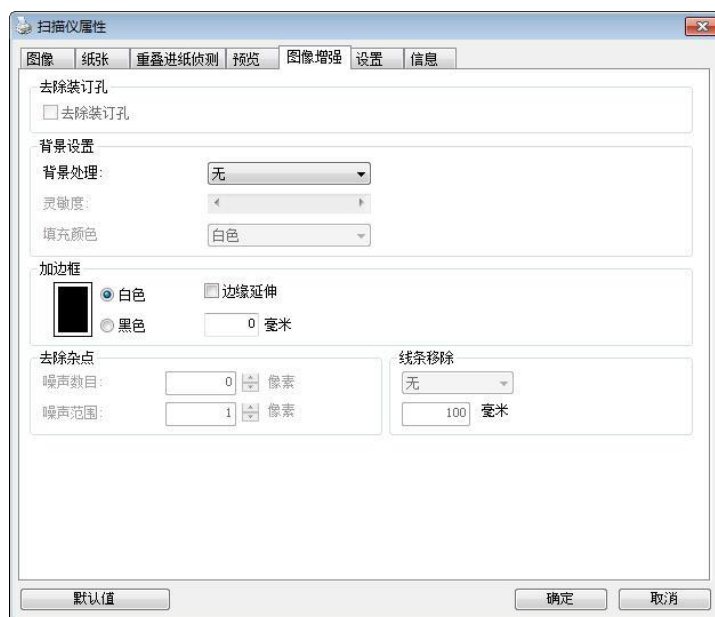 扫描仪属性
图像 纸张 重叠进纸侦测 预览 图像增强 设置 信息
去除装订孔
去除装订孔
背景设置
背景处理: 无
灵敏度:
填充颜色 白色
加边框
白色 边缘延伸
黑色 0 毫米
去除杂点
噪声数目: 0 像素
噪声范围: 1 像素
线条移除
无
100 毫米
默认值 确定 取消